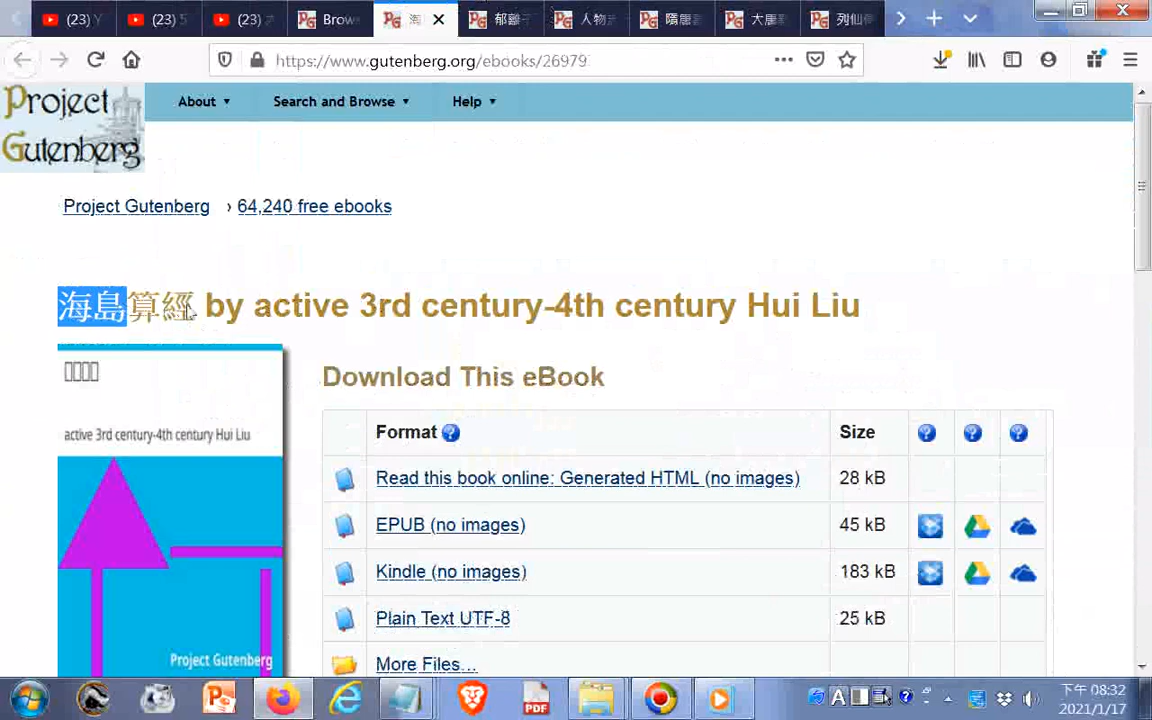 (23) Y
(23) 5
(23)
Brow
郁離
人物
隋唐
大唐
列仙
https://www.gutenberg.org/ebooks/26979
Project
Gutenberg
About
Search and Browse
Help
Project Gutenberg › 64,240 free ebooks
海島算經 by active 3rd century-4th century Hui Liu
active 3rd century-4th century Hui Liu
Project Gutenberg
Download This eBook
Format ? Size ? ? ?
Read this book online: Generated HTML (no images) 28 kB
EPUB (no images) 45 kB
Kindle (no images) 183 kB
Plain Text UTF-8 25 kB
More Files...
PDF
A
下午 08:32
2021/1/17